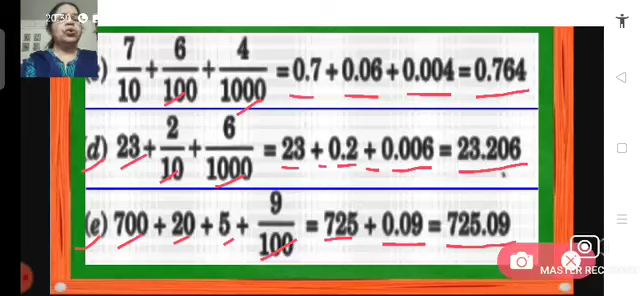 20:30
) 7/10 + 6/100 + 4/1000 = 0.7 + 0.06 + 0.004 = 0.764
(d) 23 + 2/10 + 6/1000 = 23 + 0.2 + 0.006 = 23.206
(e) 700 + 20 + 5 + 9/100 = 725 + 0.09 = 725.09
MASTER REC